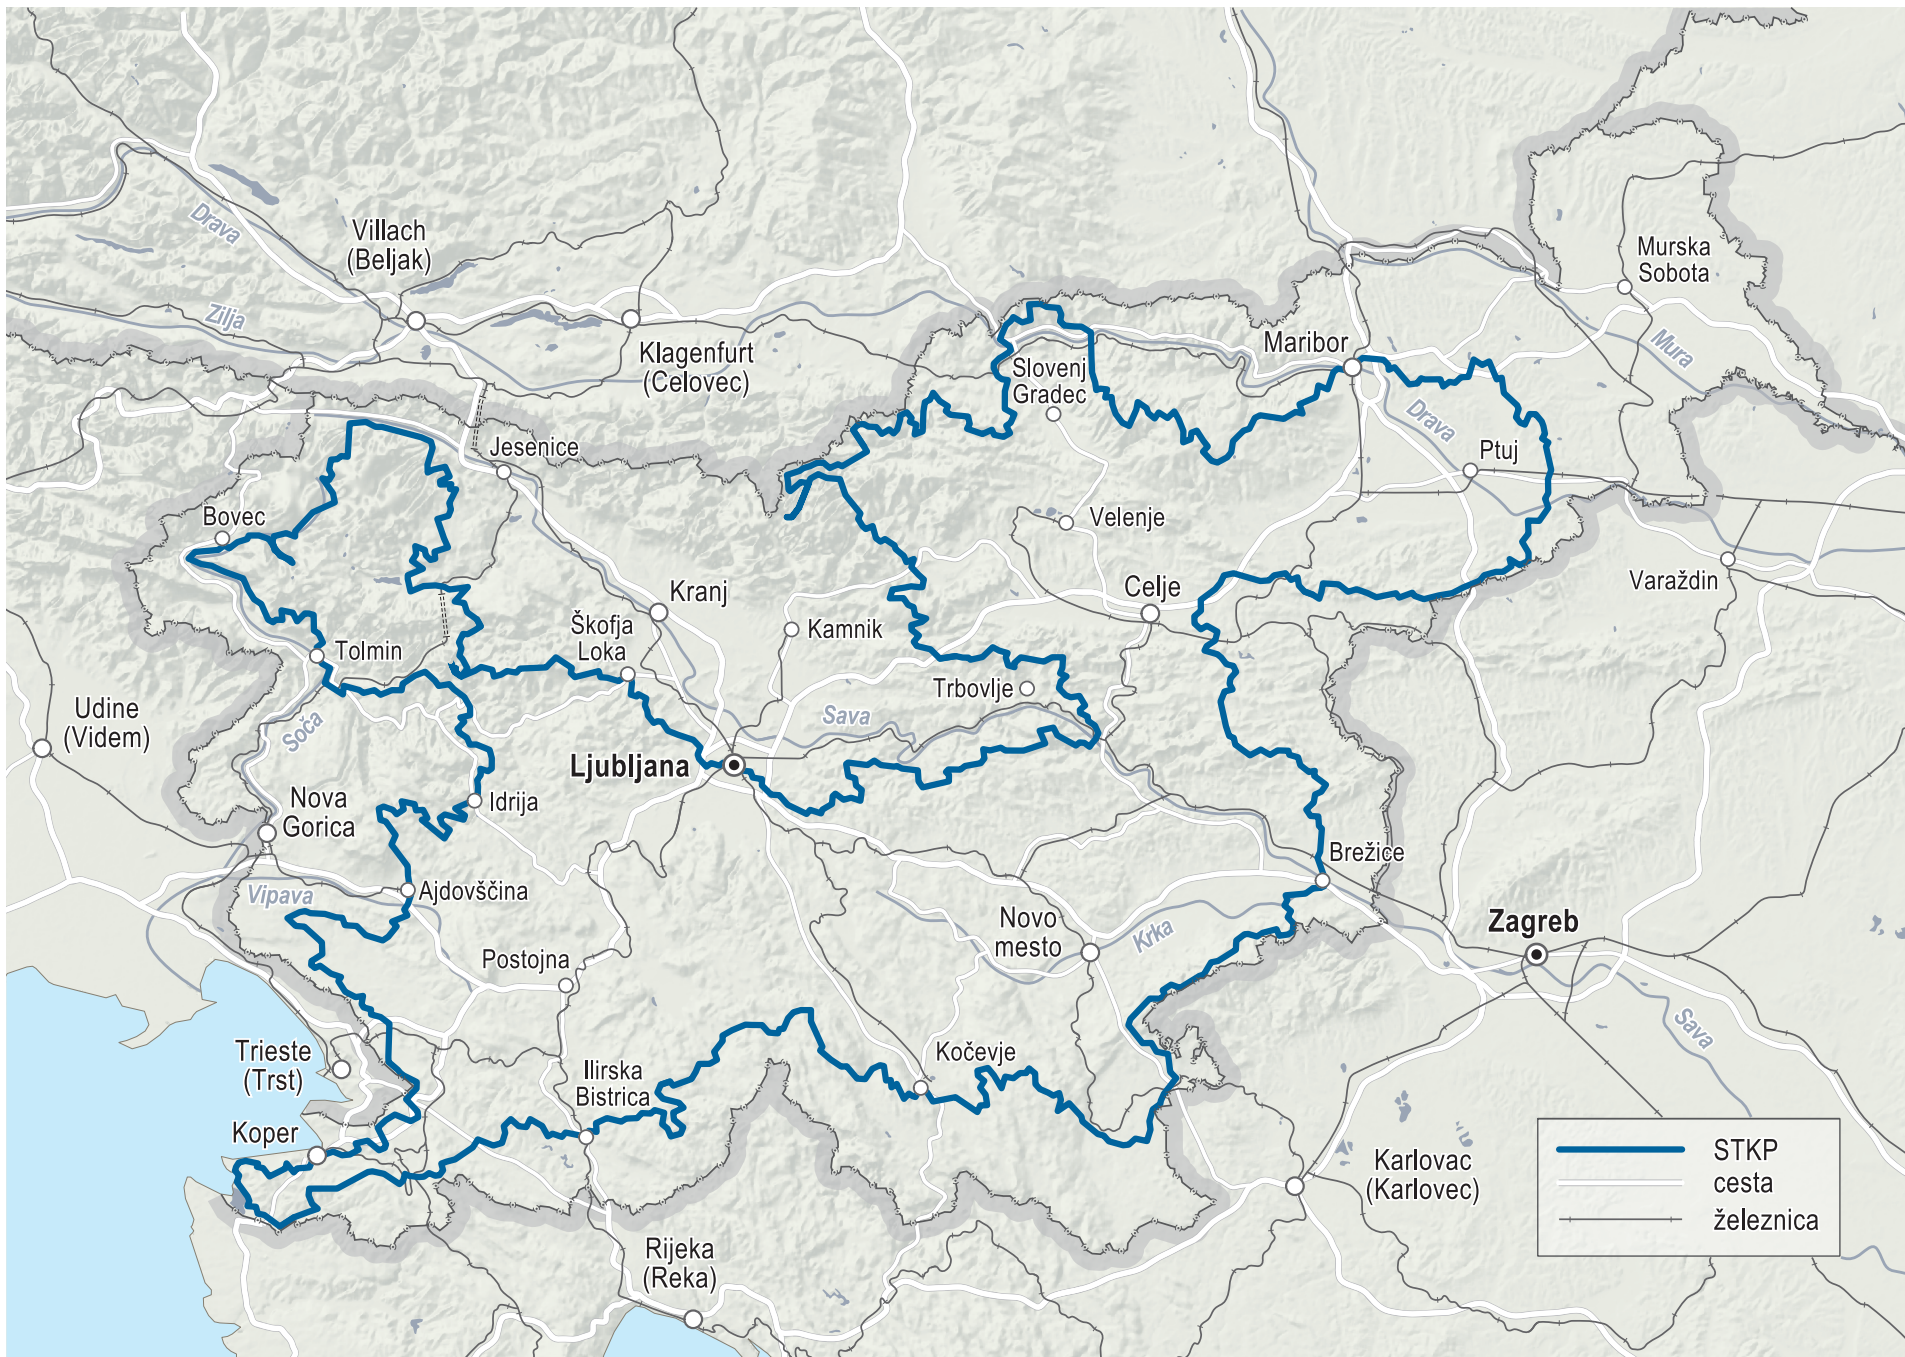 Drava
Villach
(Beljak)
Zilja
Klagenfurt
(Celovec)
Slovenj
Gradec
Maribor
Murska
Sobota
Mura
Drava
Ptuj
Jesenice
Bovec
Velenje
Varaždin
Celje
Kranj
Kamnik
Škofja
Loka
Tolmin
Trbovlje
Udine
(Videm)
Soča
Sava
Ljubljana
Idrija
Nova
Gorica
Brežice
Vipava
Ajdovščina
Novo
mesto
Krka
Zagreb
Postojna
Sava
Trieste
(Trst)
Ilirska
Bistrica
Kočevje
Koper
Karlovac
(Karlovec)
Rijeka
(Reka)
STKP
cesta
železnica